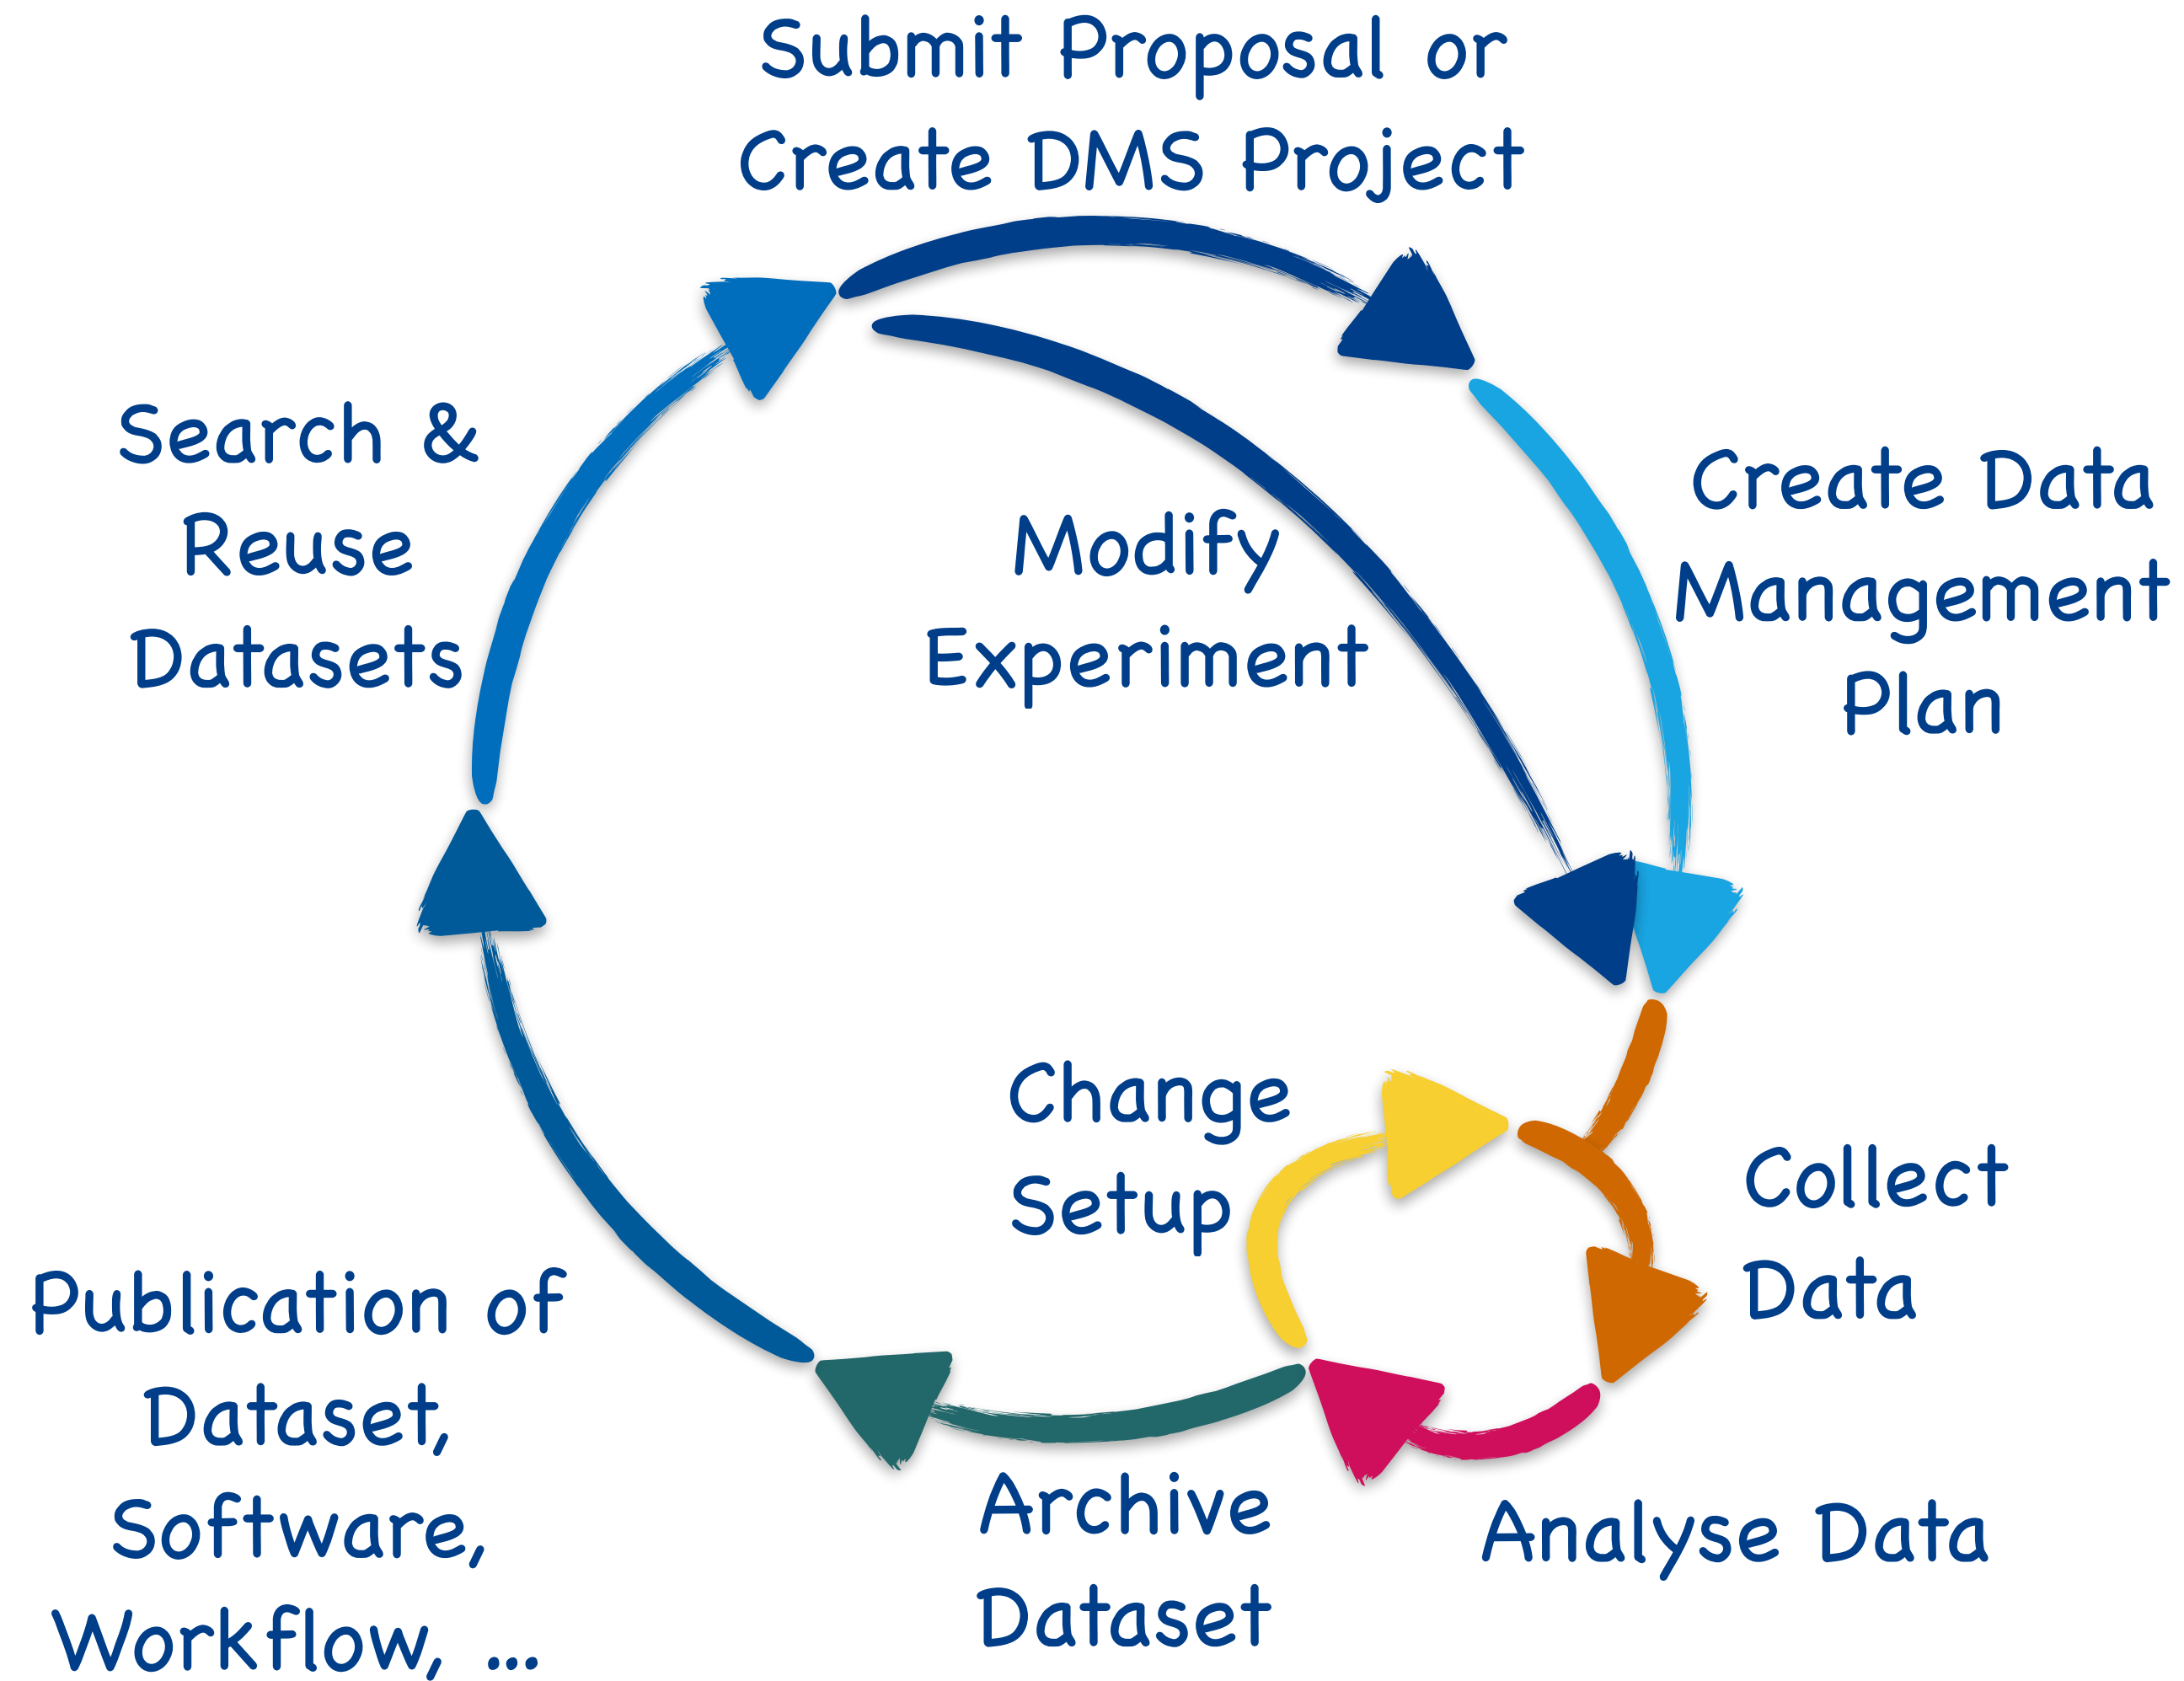 Submit Proposal or
Create DMS Project
Search &
Reuse
Datasets
Modify
Experiment
Create Data
Management
Plan
Change
Setup
Collect
Data
Publication of
Dataset,
Software,
Workflow, ...
Archive
Dataset
Analyse Data